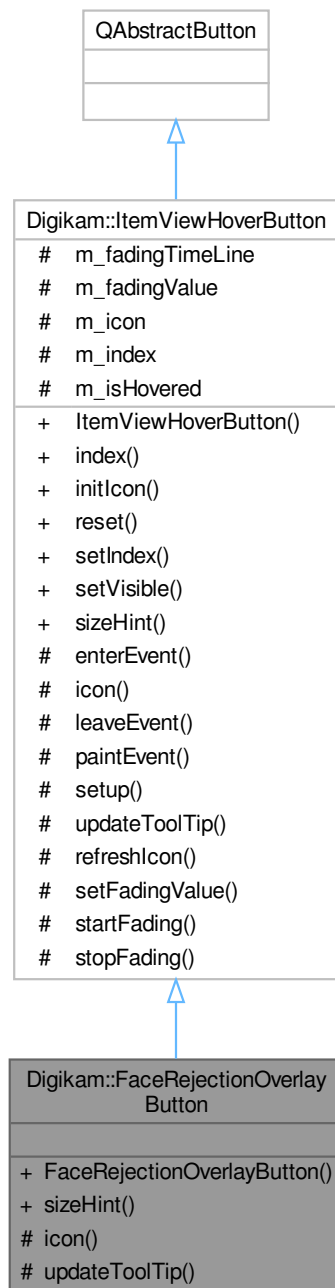 QAbstractButton
Digikam::ItemViewHoverButton
# m_fadingTimeLine
# m_fadingValue
# m_icon
# m_index
# m_isHovered
+ ItemViewHoverButton()
+ index()
+ initIcon()
+ reset()
+ setIndex()
+ setVisible()
+ sizeHint()
# enterEvent()
# icon()
# leaveEvent()
# paintEvent()
# setup()
# updateToolTip()
# refreshIcon()
# setFadingValue()
# startFading()
# stopFading()
Digikam::FaceRejectionOverlay
Button
+ FaceRejectionOverlayButton()
+ sizeHint()
# icon()
# updateToolTip()